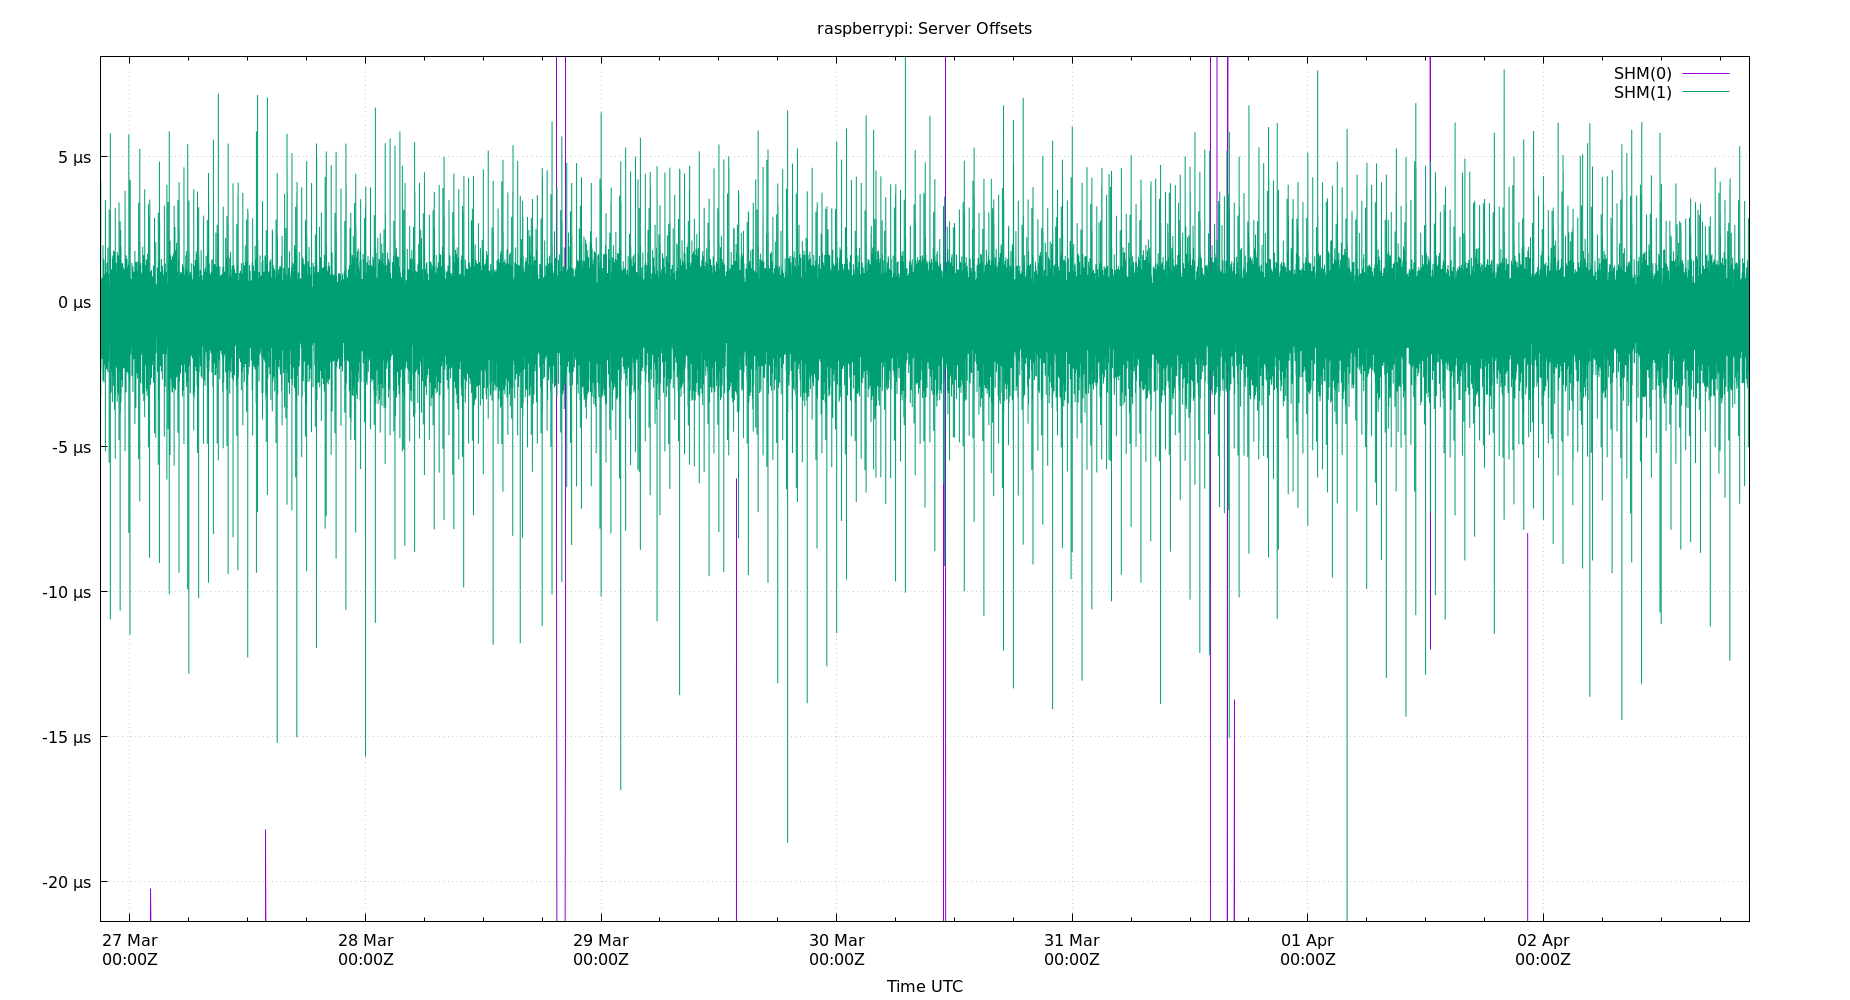 raspberrypi: Server Offsets
SHM(0)
SHM(1)
5 µs
0 µs
-5 µs
-10 µs
-15 µs
-20 µs
27 Mar 28 Mar 29 Mar 30 Mar 31 Mar 01 Apr 02 Apr
00:00Z 00:00Z 00:00Z 00:00Z 00:00Z 00:00Z 00:00Z
Time UTC